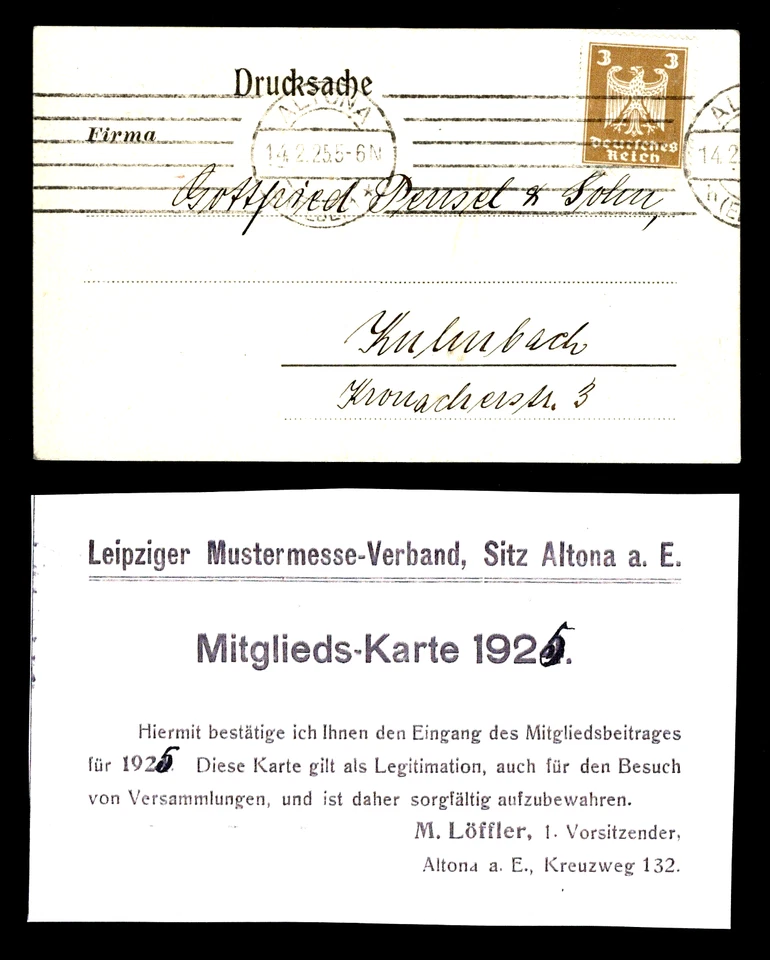 Drucksache
3 3
Deutsches
Reich
ALTONA
14.2.25.5-6N
14.2
Firma
Gottfried Pensel & Sohn,
Kulmbach
Kronacherstr. 3
Leipziger Mustermesse-Verband, Sitz Altona a. E.
Mitglieds-Karte 1925.
Hiermit bestätige ich Ihnen den Eingang des Mitgliedsbeitrages
für 1925. Diese Karte gilt als Legitimation, auch für den Besuch
von Versammlungen, und ist daher sorgfältig aufzubewahren.
M. Löffler, 1. Vorsitzender,
Altona a. E., Kreuzweg 132.